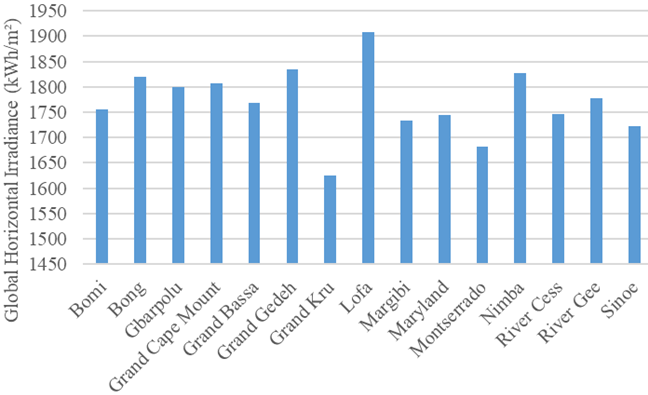 Global Horizontal Irradiance (kWh/m²)
1950
1900
1850
1800
1750
1700
1650
1600
1550
1500
1450
Bomi
Bong
Gbarpolu
Grand Cape Mount
Grand Bassa
Grand Gedeh
Grand Kru
Lofa
Margibi
Maryland
Montserrado
Nimba
River Cess
River Gee
Sinoe